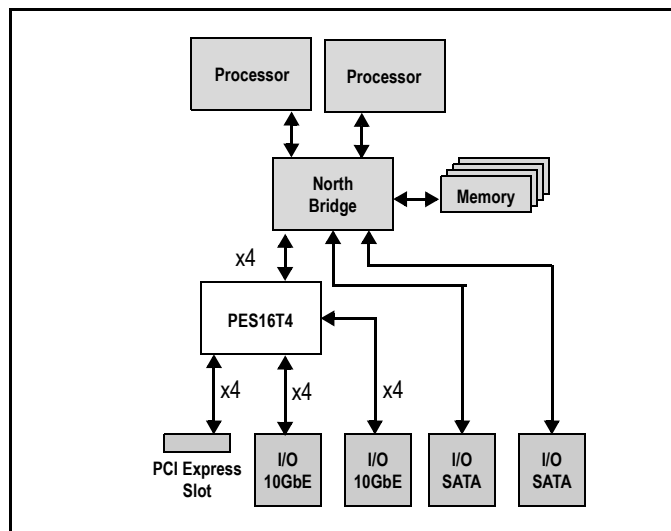 Processor
Processor
North
Bridge
Memory
x4
PES16T4
x4
x4
x4
PCI Express
Slot
I/O
10GbE
I/O
10GbE
I/O
SATA
I/O
SATA